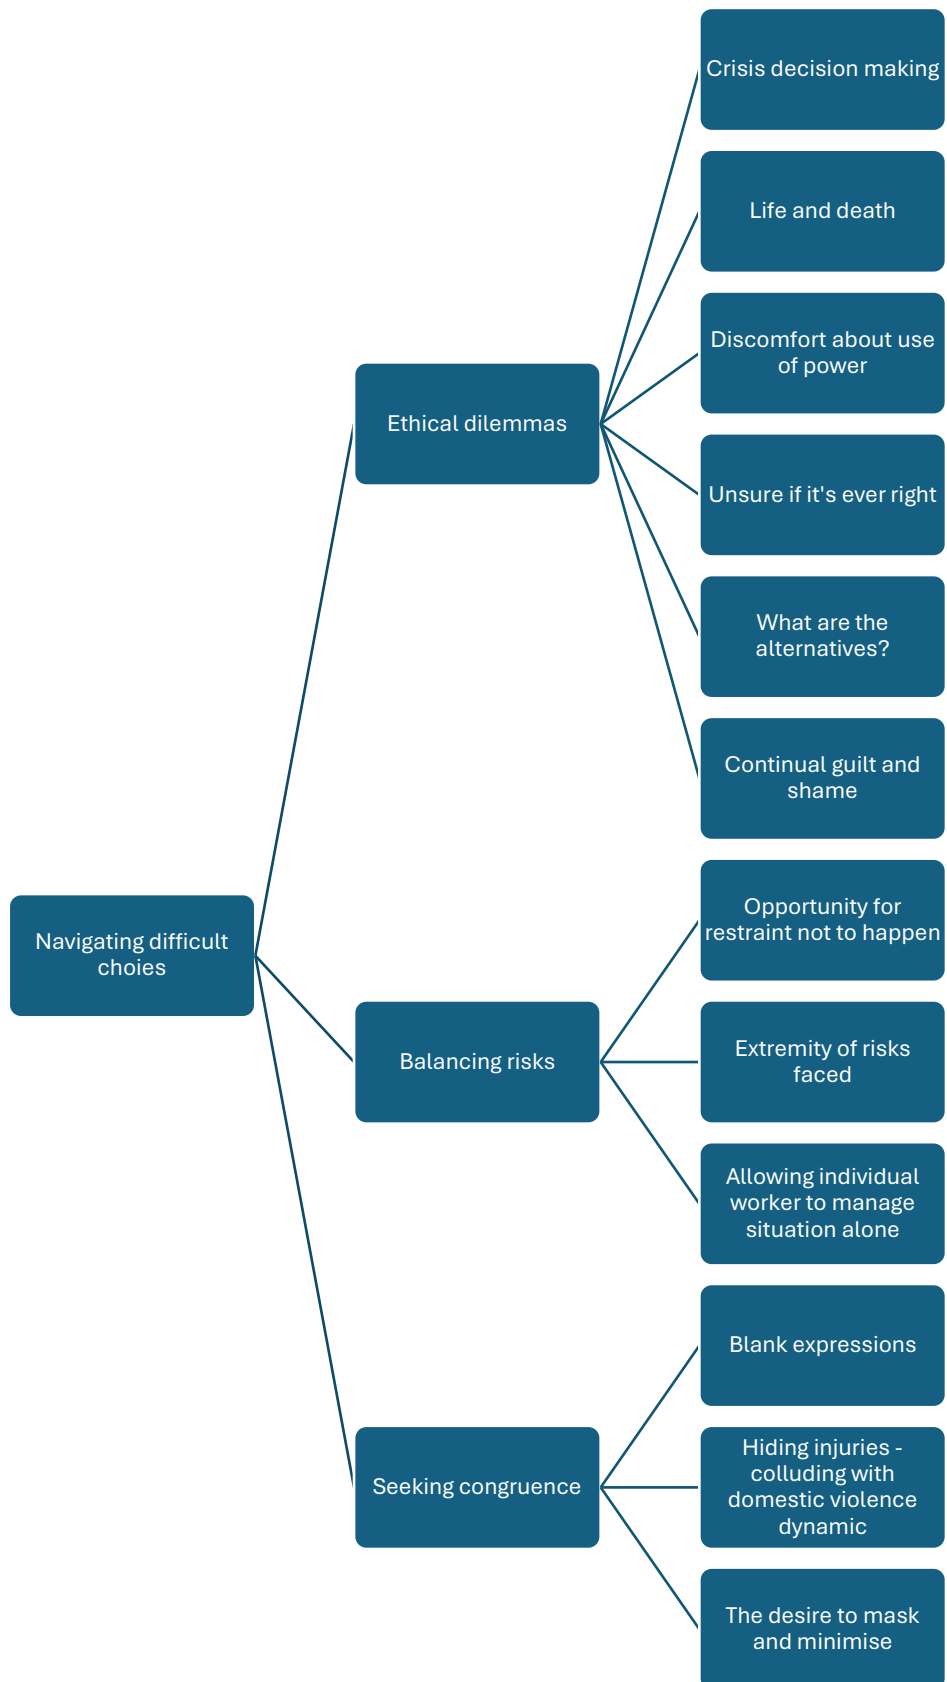 Crisis decision making
Life and death
Discomfort about use
of power
Ethical dilemmas
Unsure if it's ever right
What are the
alternatives?
Continual guilt and
shame
Navigating difficult
choies
Opportunity for
restraint not to happen
Balancing risks
Extremity of risks
faced
Allowing individual
worker to manage
situation alone
Blank expressions
Seeking congruence
Hiding injuries -
colluding with
domestic violence
dynamic
The desire to mask
and minimise